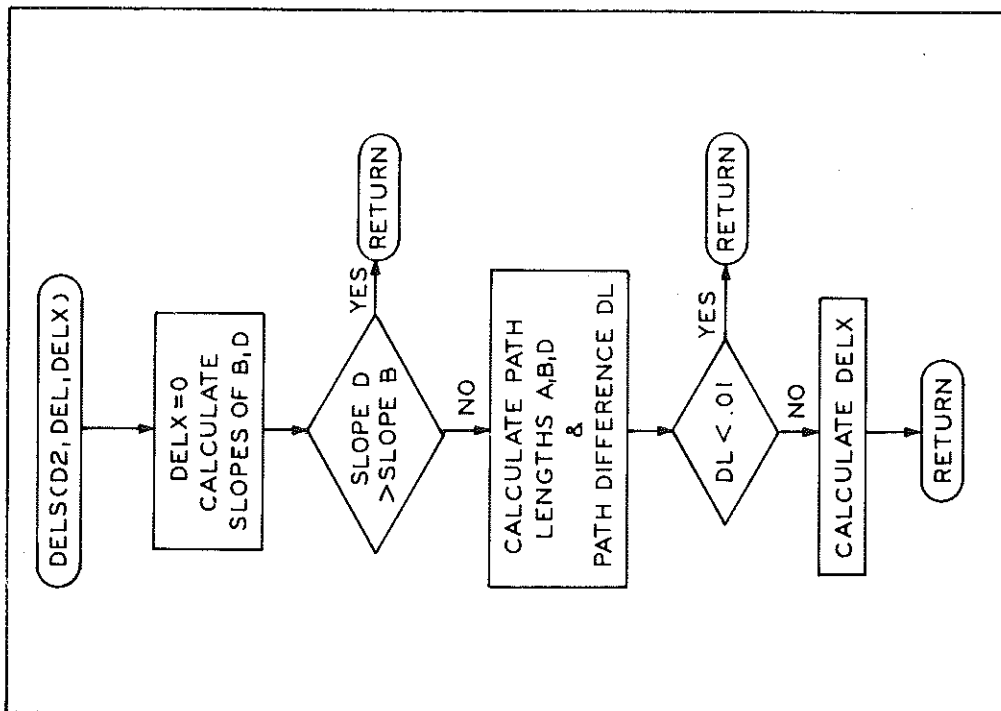 DELS(D2,DEL,DELX)
DELX=0
CALCULATE
SLOPES OF B,D
SLOPE D
>SLOPE B
YES
RETURN
NO
CALCULATE PATH
LENGTHS A,B,D
&
PATH DIFFERENCE DL
DL < .01
YES
RETURN
NO
CALCULATE DELX
RETURN